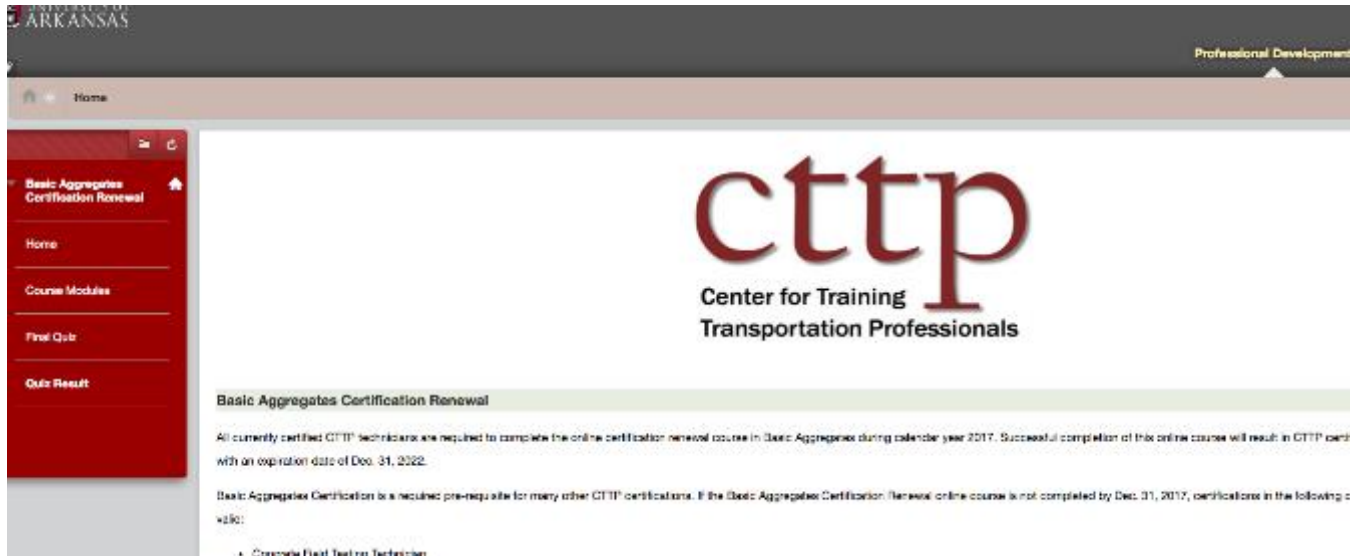 ARKANSAS
Professional Development
Home
Basic Aggregates
Certification Renewal
Home
Course Modules
Final Quiz
Quiz Result
cttp
Center for Training
Transportation Professionals
Basic Aggregates Certification Renewal
All currently certified CTTP technicians are required to complete the online certification renewal course in Basic Aggregates during calendar year 2017. Successful completion of this online course will result in CTTP
with an expiration date of Dec. 31, 2022.
Basic Aggregates Certification is a required pre-requisite for many other CTTP certifications. If the Basic Aggregates Certification Renewal online course is not completed by Dec. 31, 2017, certifications in the following
valid:
• Concrete Field Testing Technician